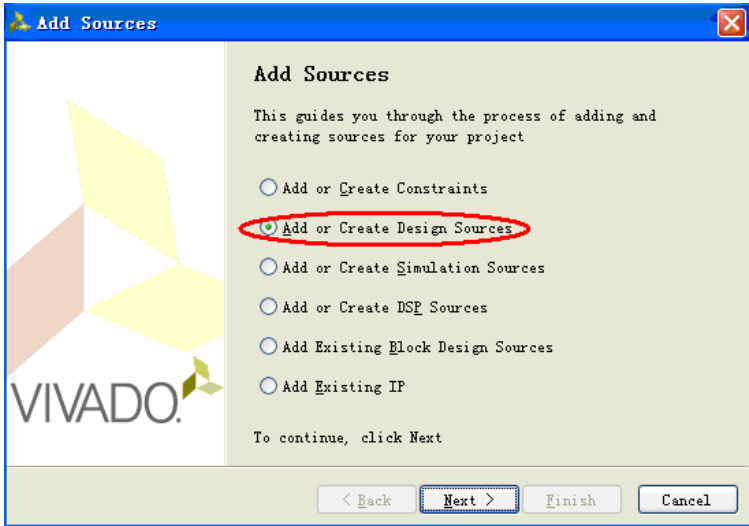 Add Sources
Add Sources
This guides you through the process of adding and
creating sources for your project
Add or Create Constraints
Add or Create Design Sources
Add or Create Simulation Sources
Add or Create DSP Sources
Add Existing Block Design Sources
Add Existing IP
VIVADO.
To continue, click Next
< Back
Next >
Finish
Cancel